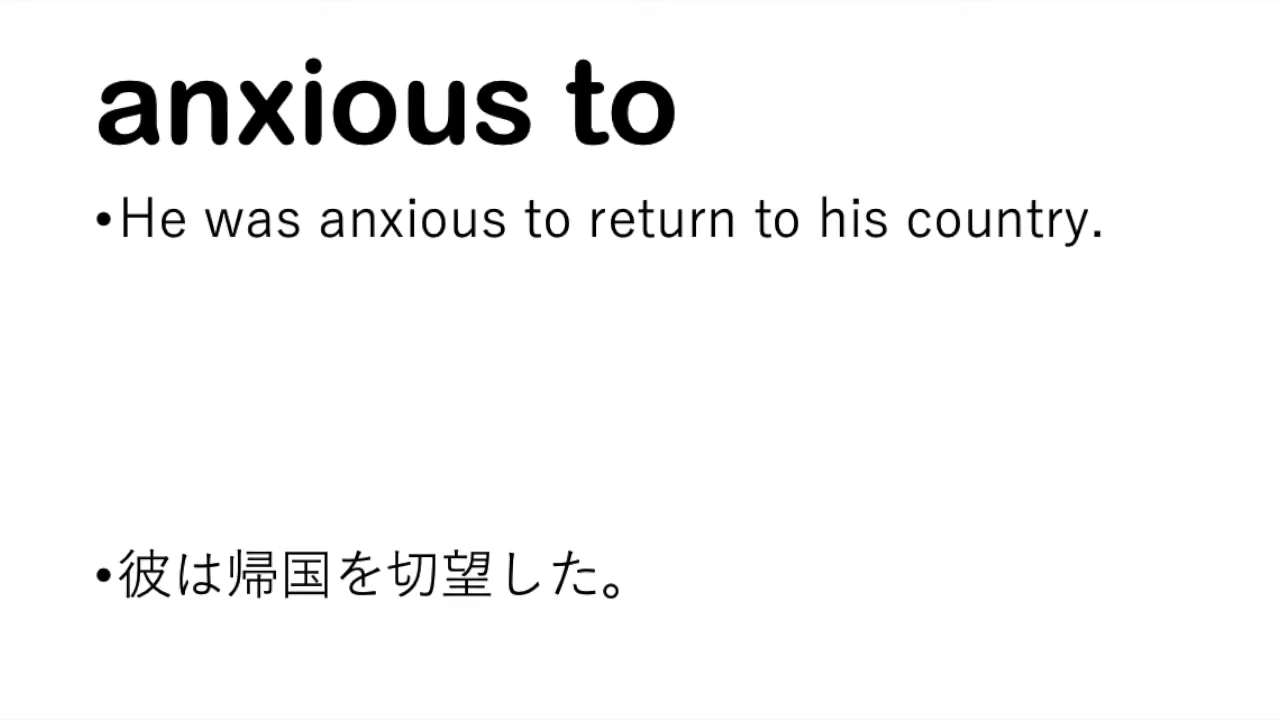 anxious to
•He was anxious to return to his country.
•彼は帰国を切望した。